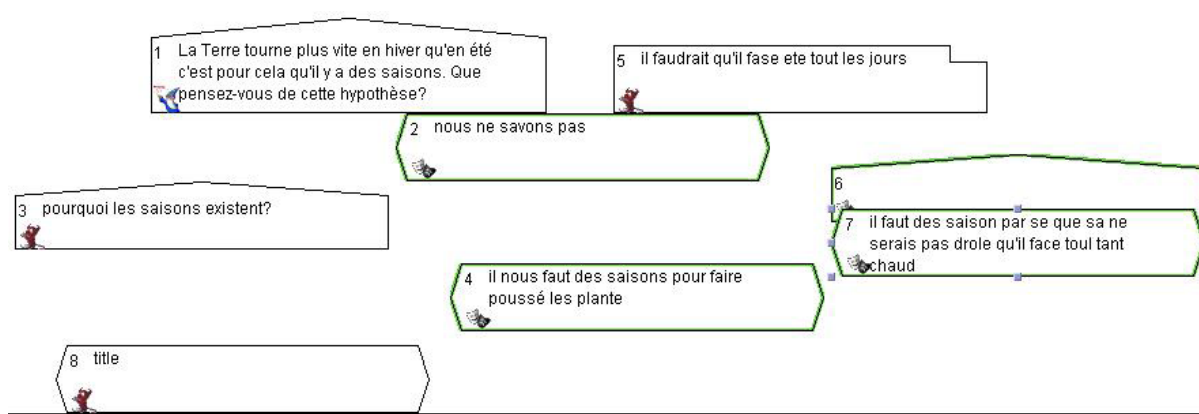 1 La Terre tourne plus vite en hiver qu'en été
c'est pour cela qu'il y a des saisons. Que
pensez-vous de cette hypothèse?
5 il faudrait qu'il fase ete tout les jours
2 nous ne savons pas
3 pourquoi les saisons existent?
6
7 il faut des saison par se que sa ne
serais pas drole qu'il face toul tant
chaud
4 il nous faut des saisons pour faire
poussé les plante
8 title